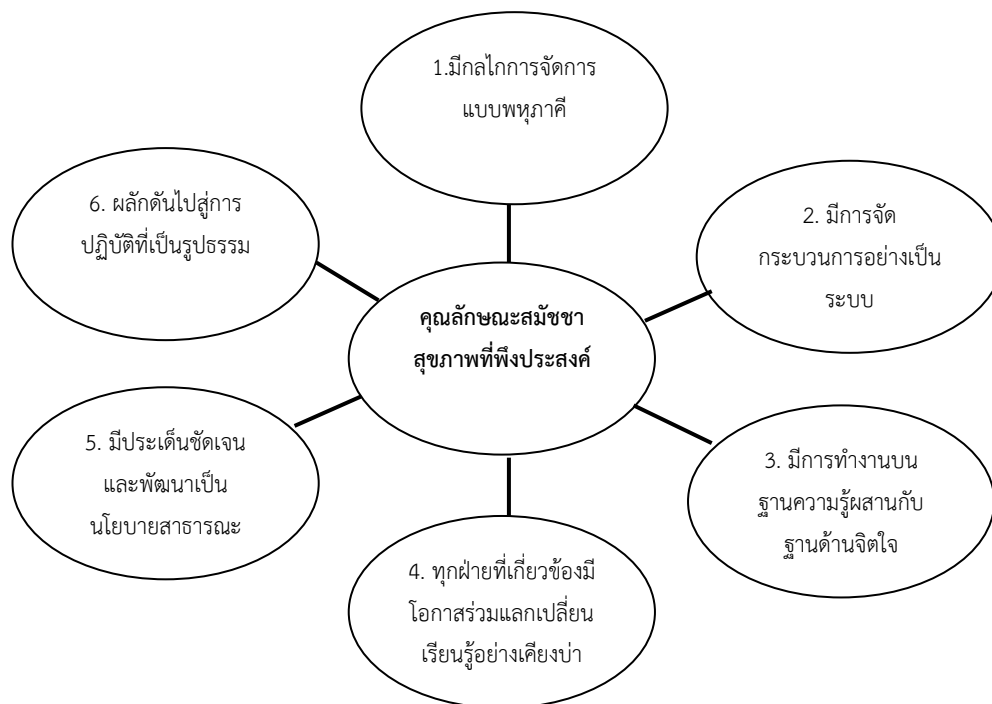 1.มีกลไกการจัดการ
แบบพหุภาคี
2. มีการจัด
กระบวนการอย่างเป็น
ระบบ
3. มีการทำงานบน
ฐานความรู้ผสานกับ
ฐานด้านจิตใจ
4. ทุกฝ่ายที่เกี่ยวข้องมี
โอกาสร่วมแลกเปลี่ยน
เรียนรู้อย่างเคียงบ่า
5. มีประเด็นชัดเจน
และพัฒนาเป็น
นโยบายสาธารณะ
6. ผลักดันไปสู่การ
ปฏิบัติที่เป็นรูปธรรม
คุณลักษณะสมัชชา
สุขภาพที่พึงประสงค์